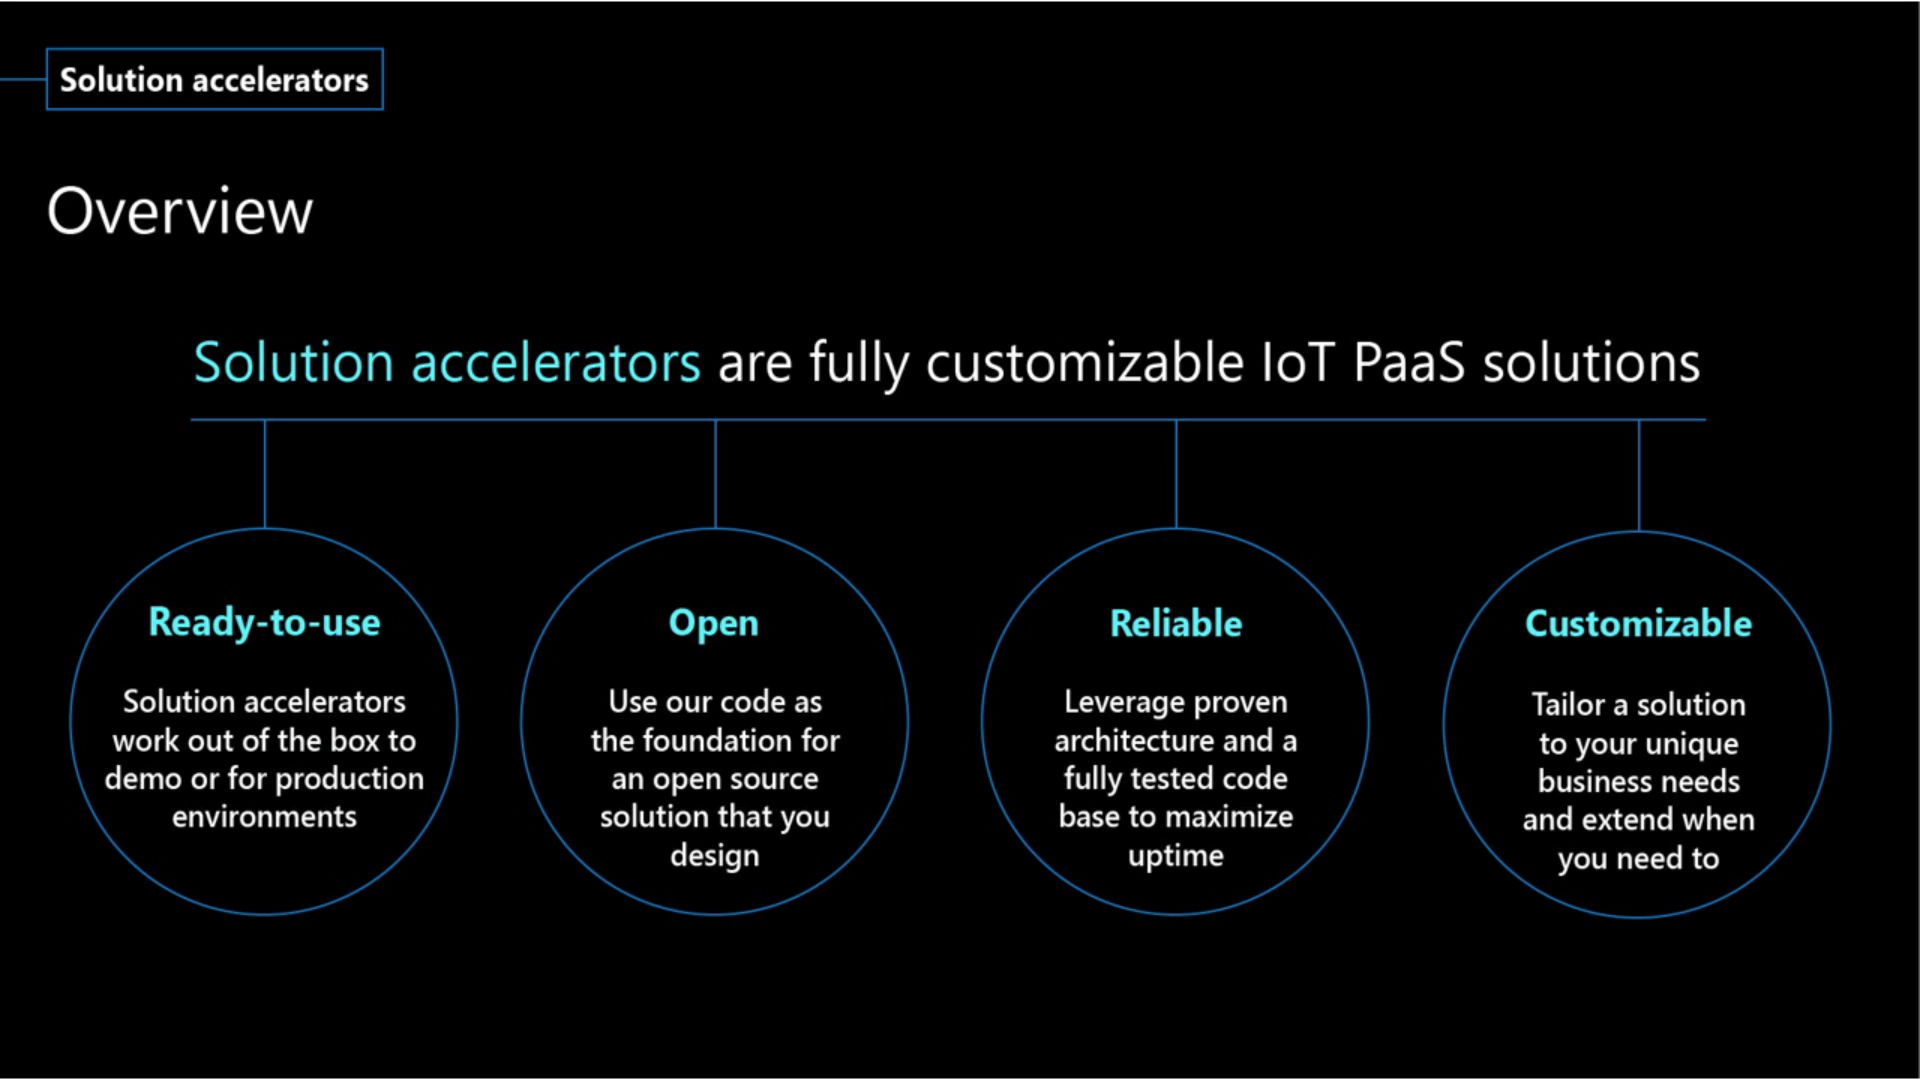 Solution accelerators
Overview
Solution accelerators are fully customizable IoT PaaS solutions
Ready-to-use
Solution accelerators
work out of the box to
demo or for production
environments
Open
Use our code as
the foundation for
an open source
solution that you
design
Reliable
Leverage proven
architecture and a
fully tested code
base to maximize
uptime
Customizable
Tailor a solution
to your unique
business needs
and extend when
you need to